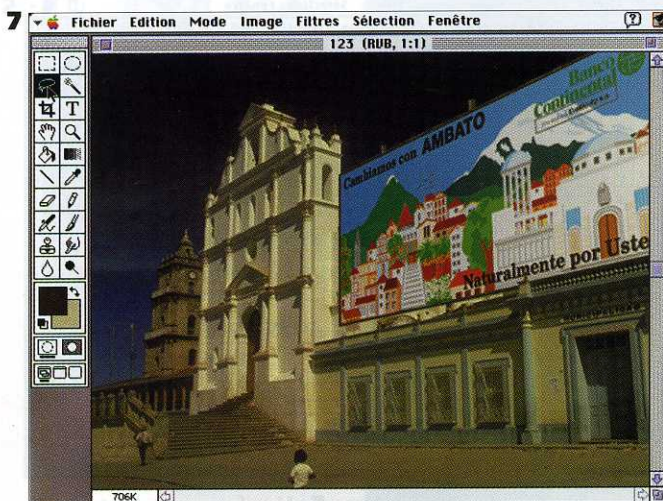 7
Fichier Edition Mode Image Filtres Sélection Fenêtre
123 (RVB, 1:1)
T
Banco
Continental
Cambiamos con AMBATO
Naturalmente por Uste
706K